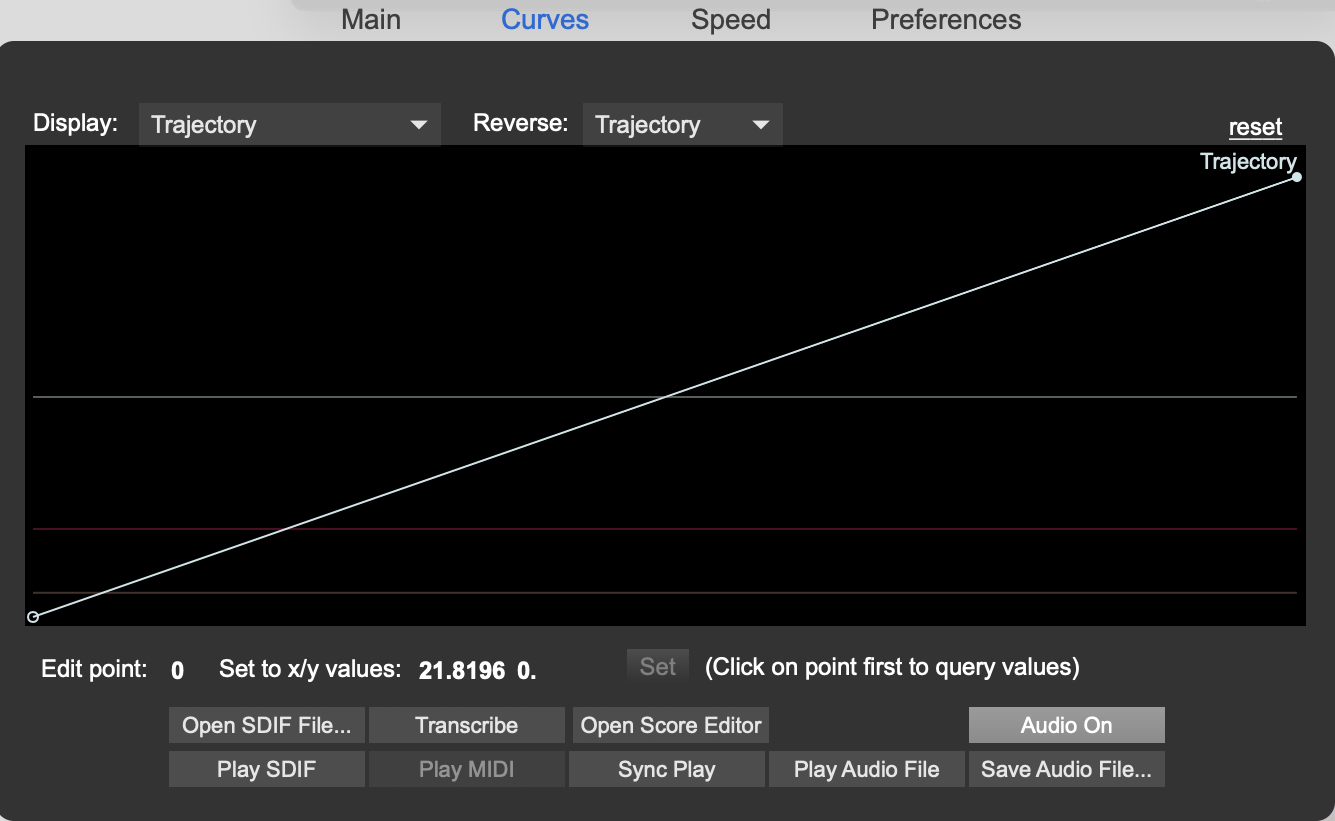 Main Curves Speed Preferences
Display: Trajectory Reverse: Trajectory reset
Trajectory
Edit point: 0 Set to x/y values: 21.8196 0. Set (Click on point first to query values)
Open SDIF File... Transcribe Open Score Editor Audio On
Play SDIF Play MIDI Sync Play Play Audio File Save Audio File...